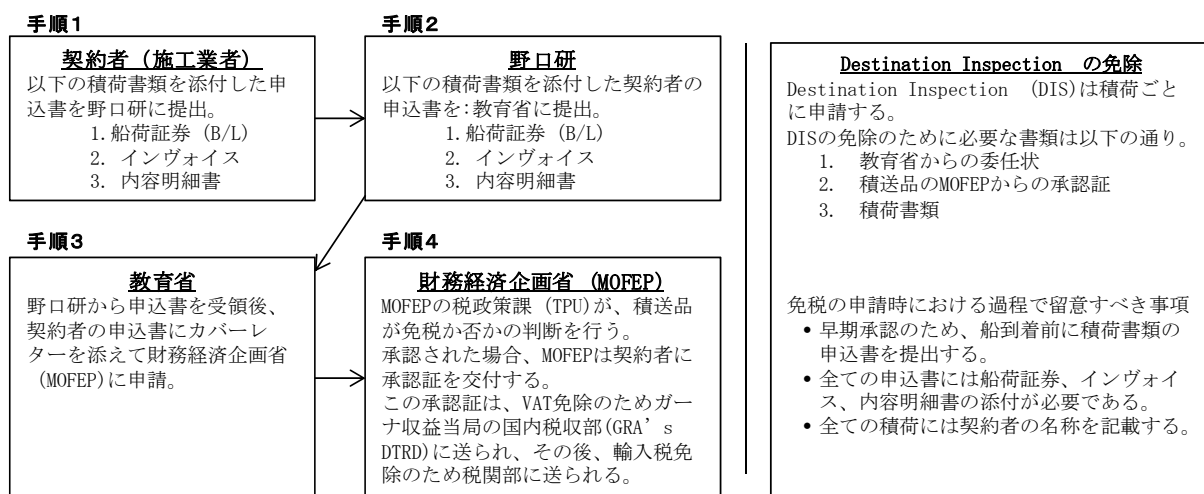 手順1
契約者 (施工業者)
以下の積荷書類を添付した申
込書を野口研に提出。
1.船荷証券 (B/L)
2. インヴォイス
3. 内容明細書
手順2
野口研
以下の積荷書類を添付した契約者の
申込書を:教育省に提出。
1.船荷証券 (B/L)
2. インヴォイス
3. 内容明細書
手順3
教育省
野口研から申込書を受領後、
契約者の申込書にカバーレ
ターを添えて財務経済企画省
(MOFEP)に申請。
手順4
財務経済企画省 (MOFEP)
MOFEPの税政策課 (TPU)が、積送品
が免税か否かの判断を行う。
承認された場合、MOFEPは契約者に
承認証を交付する。
この承認証は、VAT免除のためガー
ナ収益当局の国内税収部(GRA's
DTRD)に送られ、その後、輸入税免
除のため税関部に送られる。
Destination Inspection の免除
Destination Inspection (DIS)は積荷ごと
に申請する。
DISの免除のために必要な書類は以下の通り。
1. 教育省からの委任状
2. 積送品のMOFEPからの承認証
3. 積荷書類
免税の申請時における過程で留意すべき事項
• 早期承認のため、船到着前に積荷書類の
申込書を提出する。
• 全ての申込書には船荷証券、インヴォイ
ス、内容明細書の添付が必要である。
• 全ての積荷には契約者の名称を記載する。